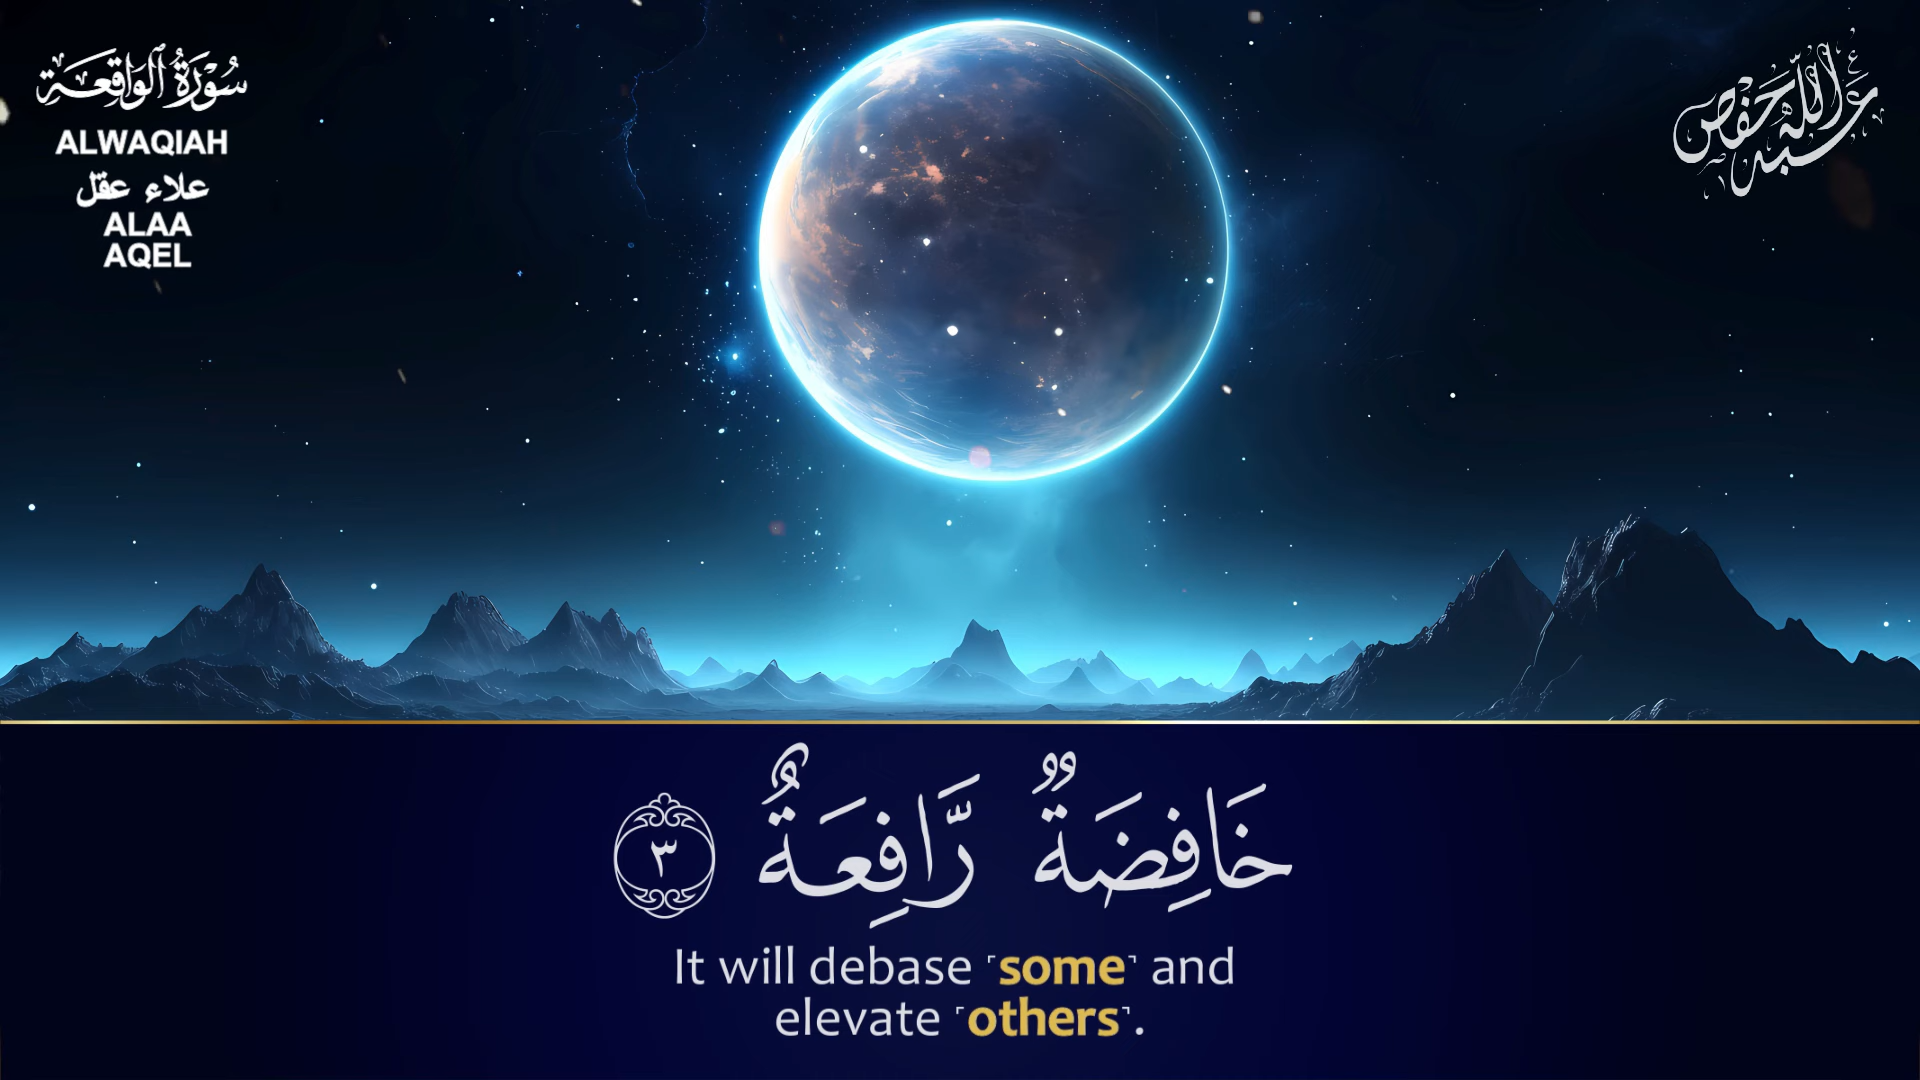 سُورَةُ الوَاقِعَة
ALWAQIAH
علاء عقل
ALAA
AQEL
عبدالله حفص
خَافِضَةٌ رَّافِعَةٌ ٣
It will debase ⸢some⸣ and
elevate ⸢others⸣.